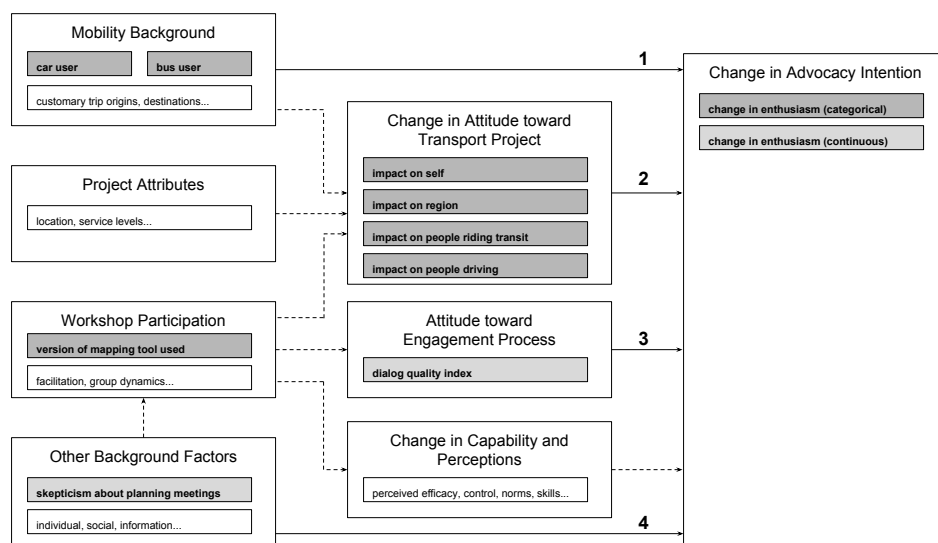 Mobility Background
car user
bus user
customary trip origins, destinations...
Project Attributes
location, service levels...
Workshop Participation
version of mapping tool used
facilitation, group dynamics...
Other Background Factors
skepticism about planning meetings
individual, social, information...
Change in Attitude toward
Transport Project
impact on self
impact on region
impact on people riding transit
impact on people driving
Attitude toward
Engagement Process
dialog quality index
Change in Capability and
Perceptions
perceived efficacy, control, norms, skills...
1
2
3
4
Change in Advocacy Intention
change in enthusiasm (categorical)
change in enthusiasm (continuous)